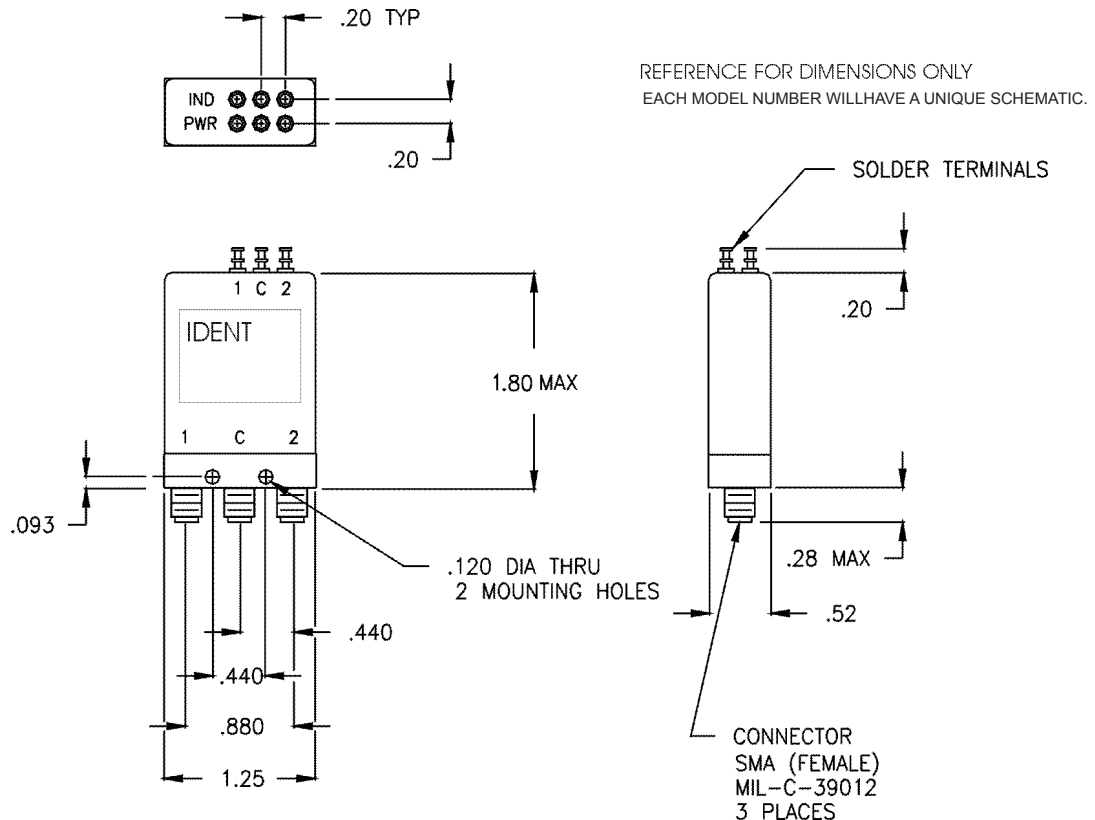 .20 TYP
IND
PWR
.20
REFERENCE FOR DIMENSIONS ONLY
EACH MODEL NUMBER WILLHAVE A UNIQUE SCHEMATIC.
SOLDER TERMINALS
1 C 2
IDENT
1 C 2
1.80 MAX
.20
.093
.120 DIA THRU
2 MOUNTING HOLES
.28 MAX
.52
.440
.440
.880
1.25
CONNECTOR
SMA (FEMALE)
MIL-C-39012
3 PLACES